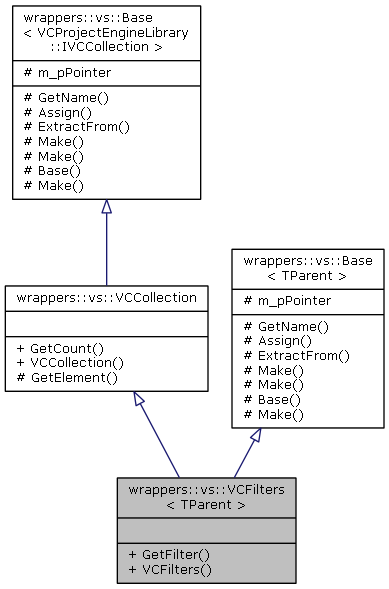 wrappers::vs::Base
< VCProjectEngineLibrary
::IVCCollection >
# m_pPointer
# GetName()
# Assign()
# ExtractFrom()
# Make()
# Make()
# Base()
# Make()
wrappers::vs::VCCollection
+ GetCount()
+ VCCollection()
# GetElement()
wrappers::vs::Base
< TParent >
# m_pPointer
# GetName()
# Assign()
# ExtractFrom()
# Make()
# Make()
# Base()
# Make()
wrappers::vs::VCFilters
< TParent >
+ GetFilter()
+ VCFilters()